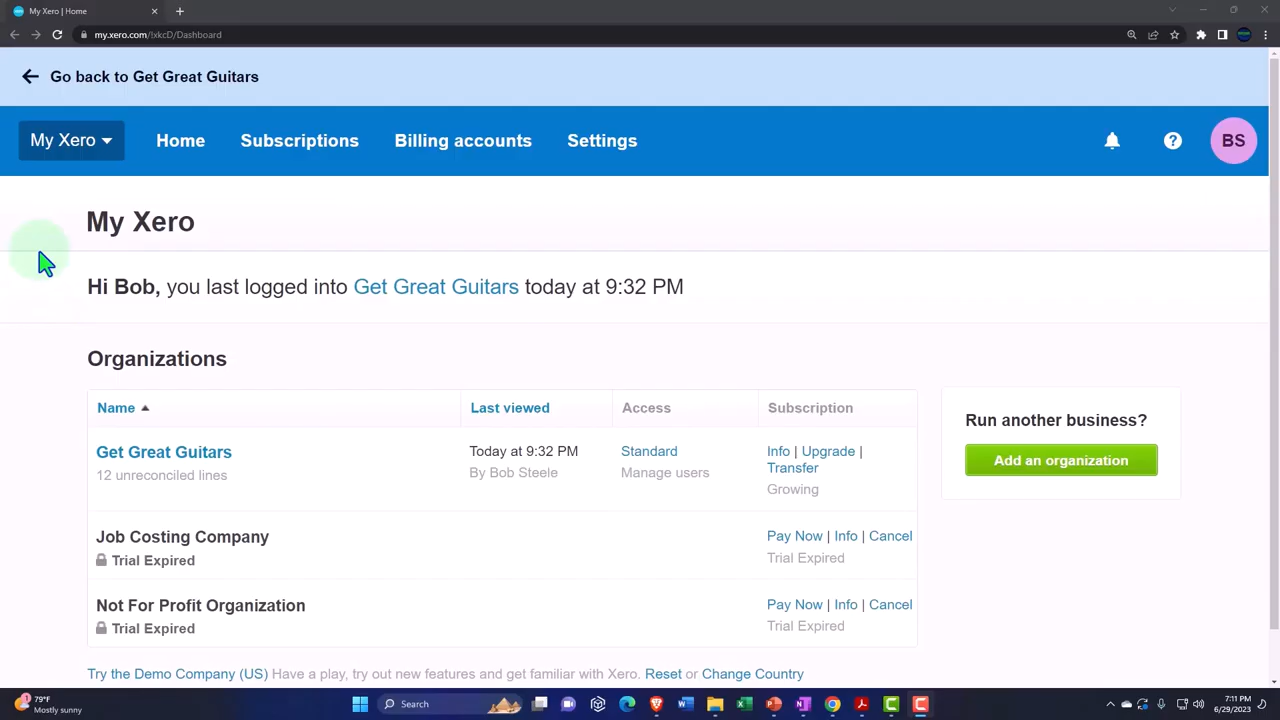 My Xero | Home
my.xero.com/!xkcD/Dashboard
Go back to Get Great Guitars
My Xero Home Subscriptions Billing accounts Settings BS
My Xero
Hi Bob, you last logged into Get Great Guitars today at 9:32 PM
Organizations
Name Last viewed Access Subscription
Get Great Guitars Today at 9:32 PM Standard Info | Upgrade |
12 unreconciled lines By Bob Steele Manage users Transfer
Growing
Run another business?
Add an organization
Job Costing Company Pay Now | Info | Cancel
Trial Expired Trial Expired
Not For Profit Organization Pay Now | Info | Cancel
Trial Expired Trial Expired
Try the Demo Company (US) Have a play, try out new features and get familiar with Xero. Reset or Change Country
79°F
Mostly sunny
Search
7:11 PM
6/29/2023